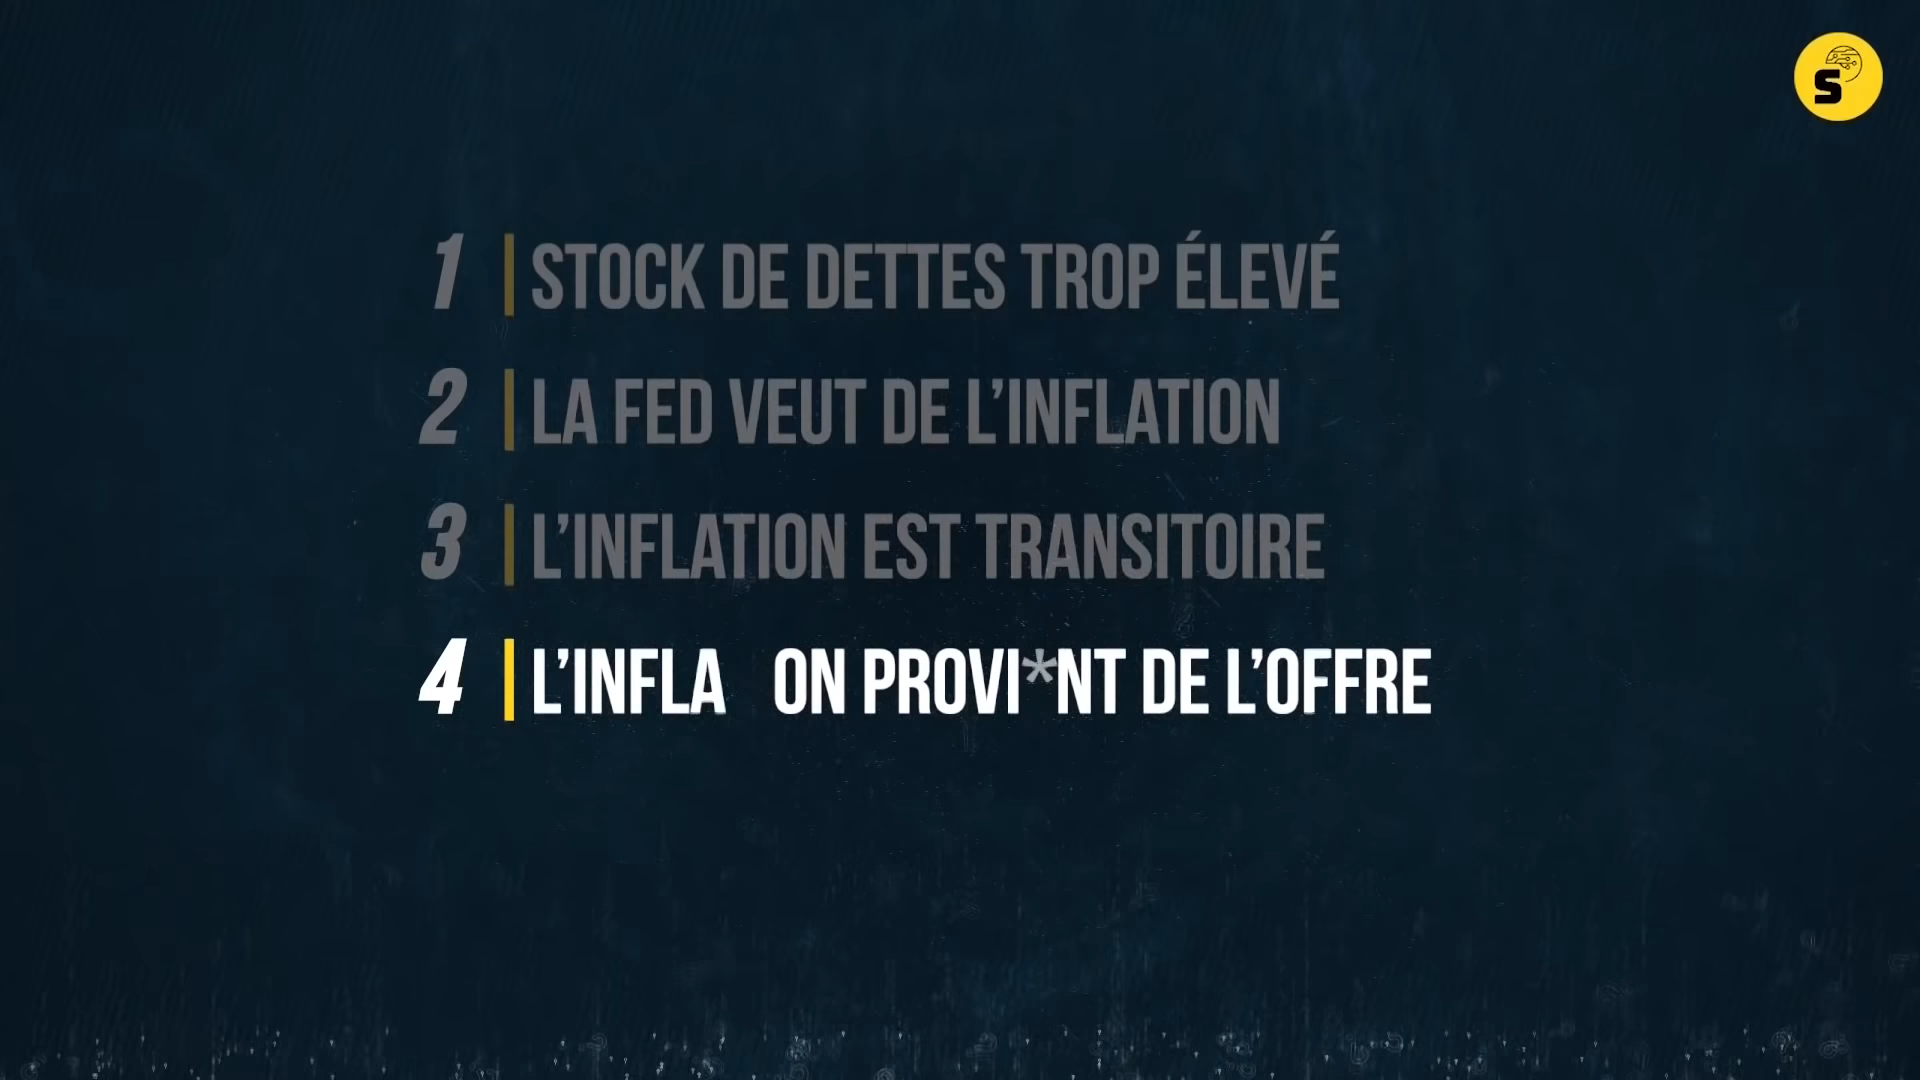 1 | STOCK DE DETTES TROP ÉLEVÉ
2 | LA FED VEUT DE L'INFLATION
3 | L'INFLATION EST TRANSITOIRE
4 | L'INFLA  ON PROVI*NT DE L'OFFRE
S